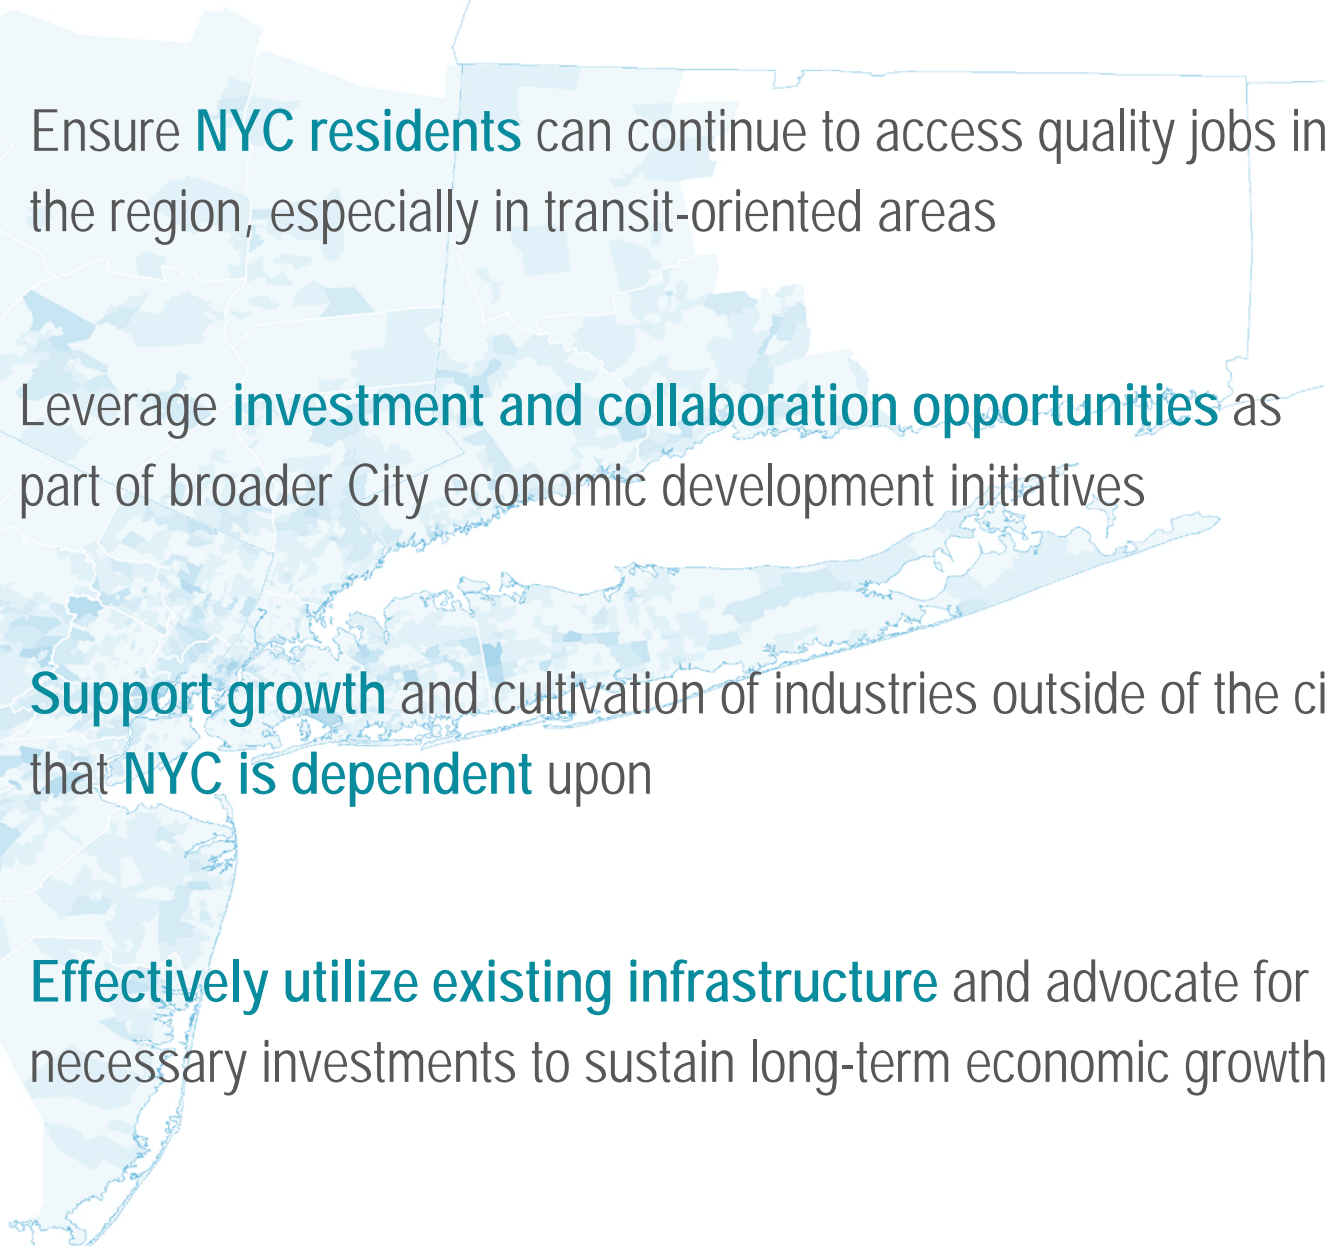 Ensure NYC residents can continue to access quality jobs in
the region, especially in transit-oriented areas
Leverage investment and collaboration opportunities as
part of broader City economic development initiatives
Support growth and cultivation of industries outside of the ci
that NYC is dependent upon
Effectively utilize existing infrastructure and advocate for
necessary investments to sustain long-term economic growth